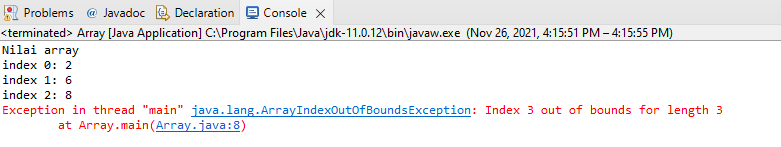 Problems @ Javadoc Declaration Console
<terminated> Array [Java Application] C:\Program Files\Java\jdk-11.0.12\bin\javaw.exe (Nov 26, 2021, 4:15:51 PM – 4:15:55 PM)
Nilai array
index 0: 2
index 1: 6
index 2: 8
Exception in thread "main" java.lang.ArrayIndexOutOfBoundsException: Index 3 out of bounds for length 3
at Array.main(Array.java:8)